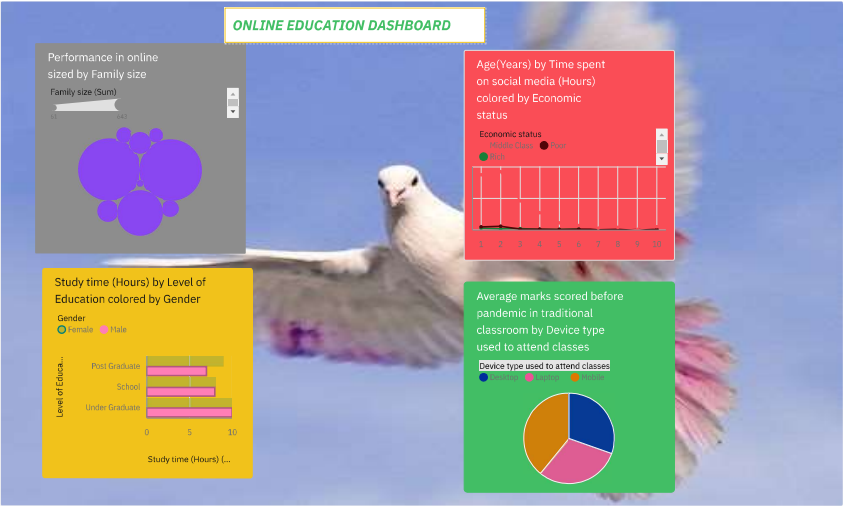 ONLINE EDUCATION DASHBOARD
Performance in online
sized by Family size
Family size (Sum)
Age(Years) by Time spent
on social media (Hours)
colored by Economic
status
Economic status
Middle Class Poor
Rich
1 2 3 4 5 6 7 8 9 10
Study time (Hours) by Level of
Education colored by Gender
Gender
Female Male
Level of Educa...
Post Graduate
School
Under Graduate
0 5 10
Study time (Hours) (...
Average marks scored before
pandemic in traditional
classroom by Device type
used to attend classes
Device type used to attend classes
Desktop Laptop Mobile